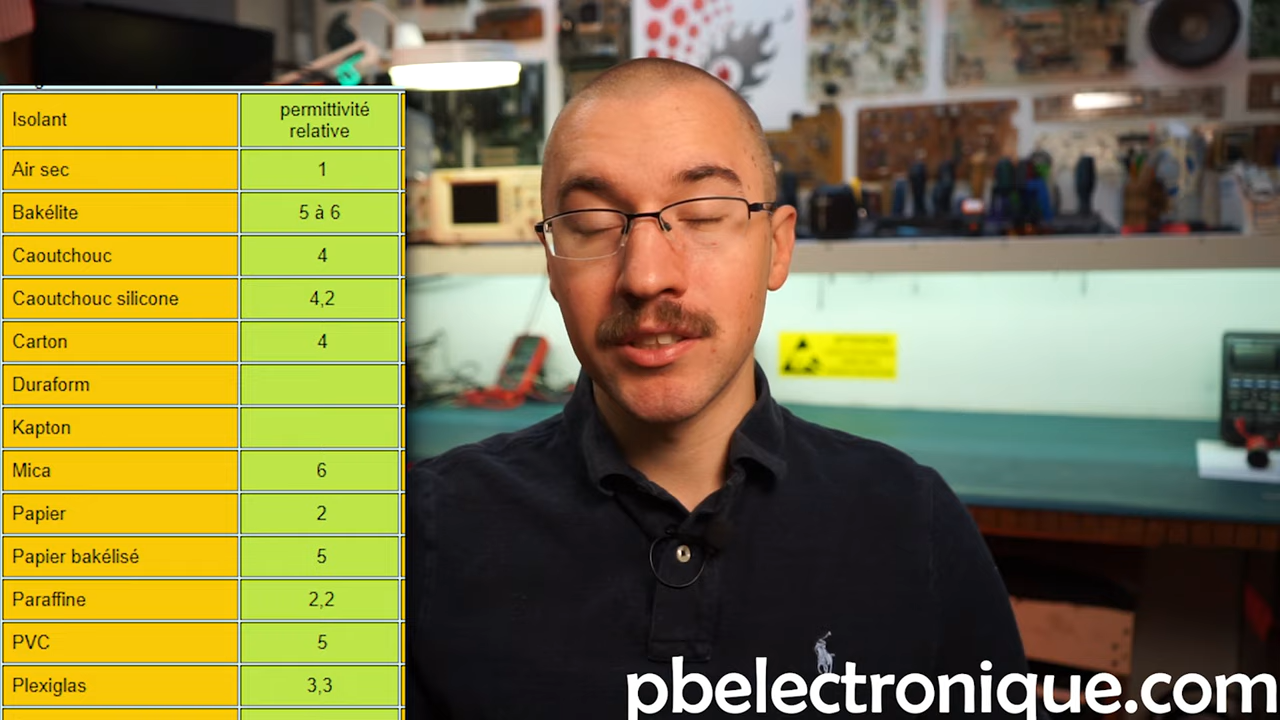 Isolant
permittivité
relative
Air sec 1
Bakélite 5 à 6
Caoutchouc 4
Caoutchouc silicone 4,2
Carton 4
Duraform
Kapton
Mica 6
Papier 2
Papier bakélisé 5
Paraffine 2,2
PVC 5
Plexiglas 3,3
pbelectronique.com